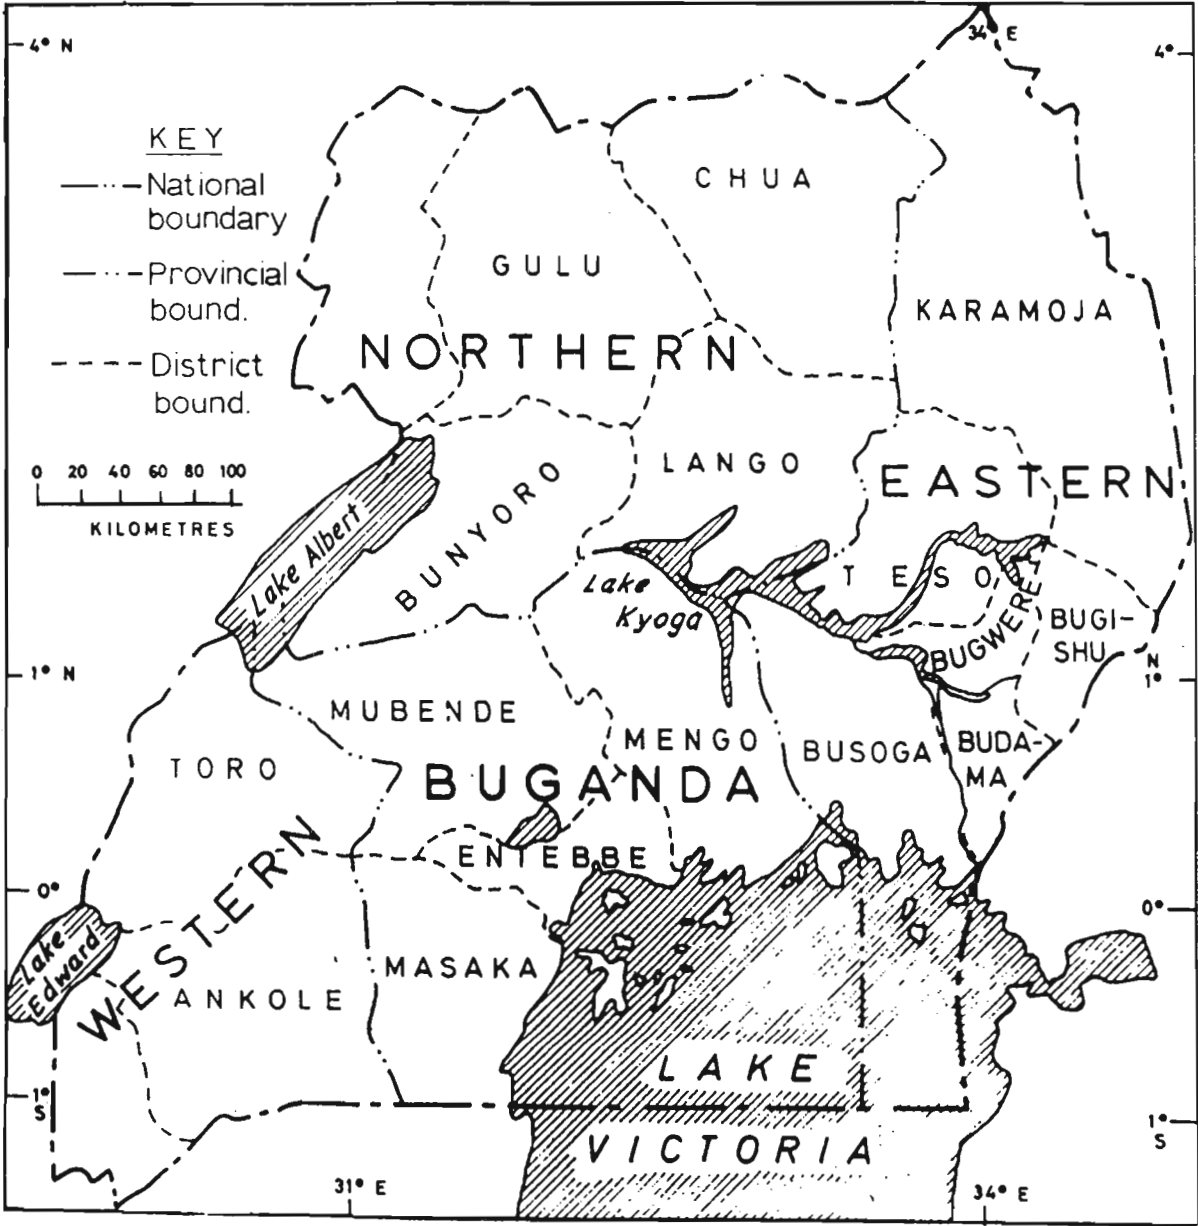 34° E
4° N
4°
KEY
National
boundary
Provincial
bound.
District
bound.
0 20 40 60 80 100
KILOMETRES
CHUA
GULU
KARAMOJA
NORTHERN
LANGO
EASTERN
BUNYORO
Lake Albert
Lake
Kyoga
TESO
BUGWERE
BUGI-
SHU
1° N
N
1°
MUBENDE
MENGO
BUSOGA
BUDA-
MA
TORO
BUGANDA
ENTEBBE
WESTERN
0°
0°
Lake
Edward
ANKOLE
MASAKA
LAKE
VICTORIA
1°
S
1°
S
31° E
34° E